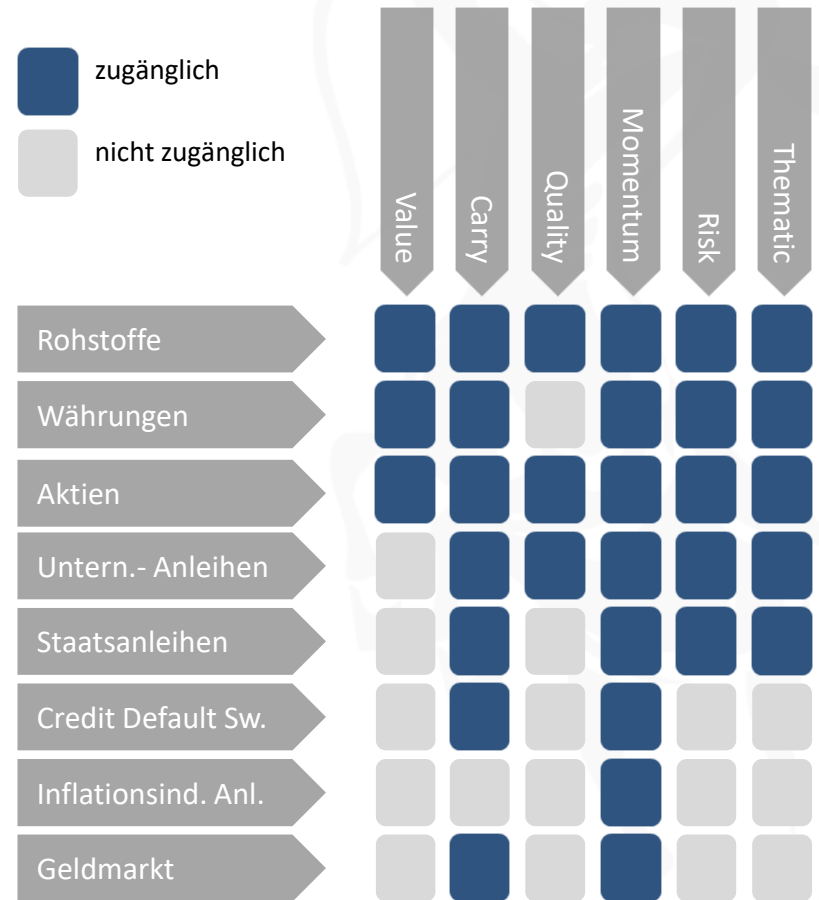 zugänglich
nicht zugänglich
Value
Carry
Quality
Momentum
Risk
Thematic
Rohstoffe
Währungen
Aktien
Untern.- Anleihen
Staatsanleihen
Credit Default Sw.
Inflationsind. Anl.
Geldmarkt